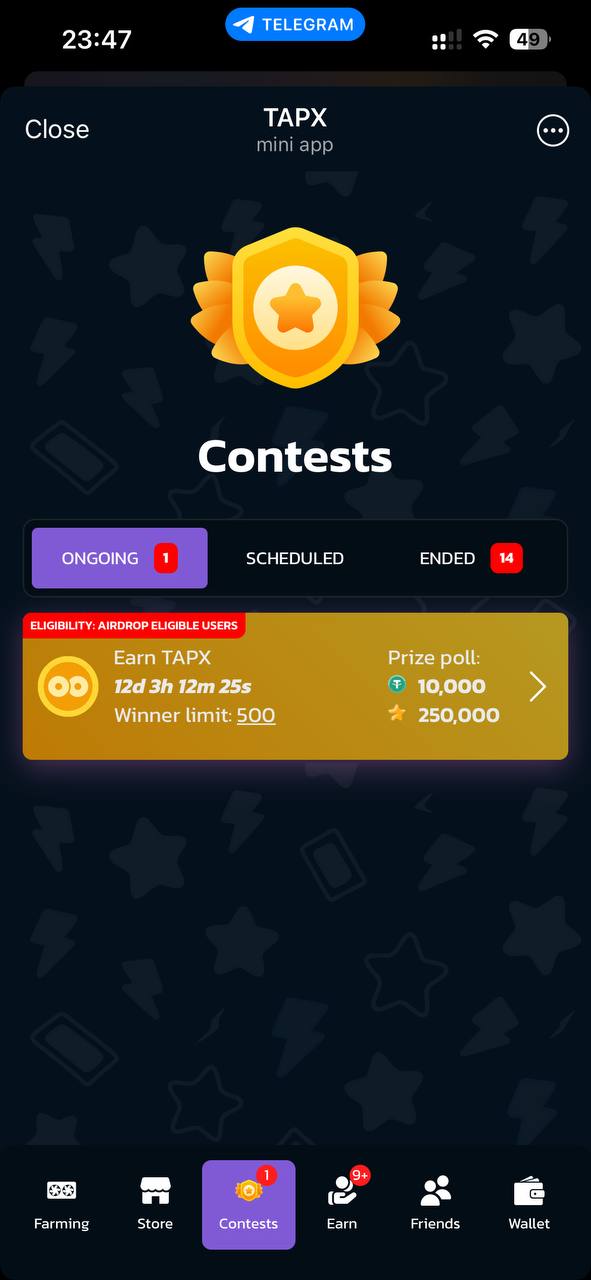 23:47
TELEGRAM
49
Close
TAPX
mini app
Contests
ONGOING 1
SCHEDULED
ENDED 14
ELIGIBILITY: AIRDROP ELIGIBLE USERS
Earn TAPX
12d 3h 12m 25s
Winner limit: 500
Prize poll:
10,000
250,000
1
9+
Farming
Store
Contests
Earn
Friends
Wallet